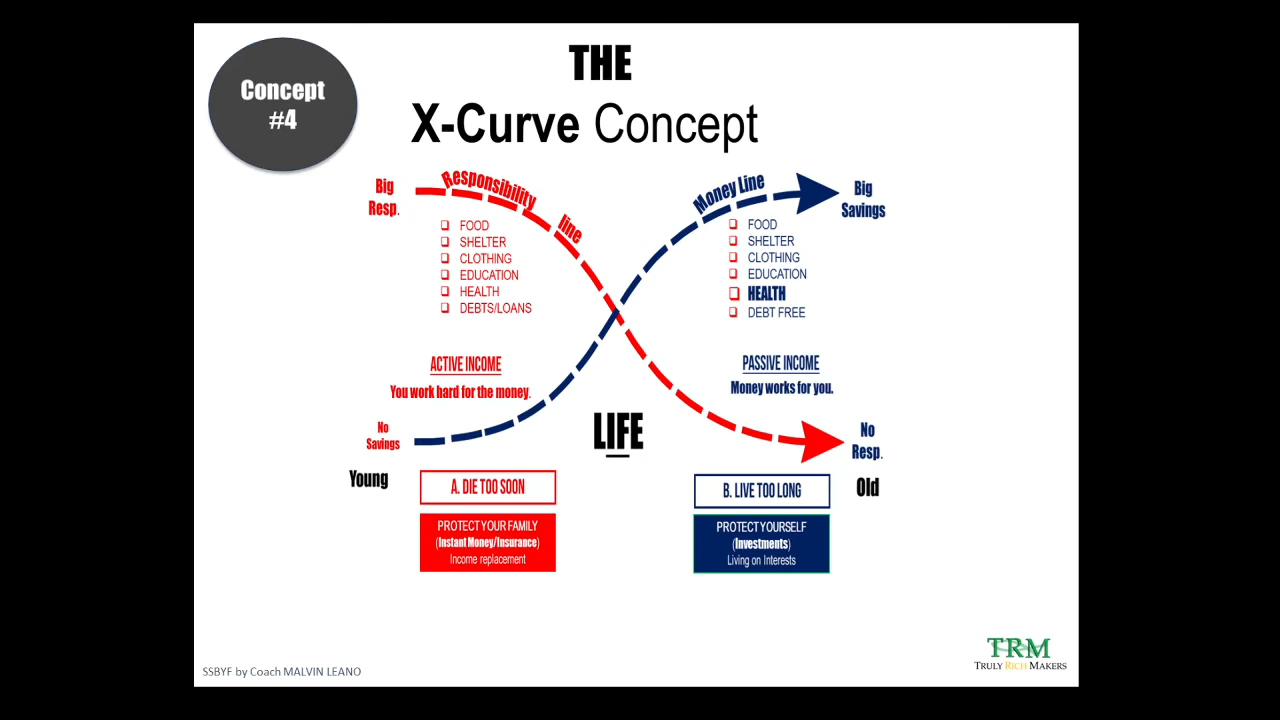 Concept
#4
THE
X-Curve Concept
Big
Resp.
Responsibility
line
Money Line
Big
Savings
❑ FOOD
❑ SHELTER
❑ CLOTHING
❑ EDUCATION
❑ HEALTH
❑ DEBTS/LOANS
❑ FOOD
❑ SHELTER
❑ CLOTHING
❑ EDUCATION
❑ HEALTH
❑ DEBT FREE
ACTIVE INCOME
You work hard for the money.
PASSIVE INCOME
Money works for you.
No
Savings
LIFE
No
Resp.
Young
Old
A. DIE TOO SOON
PROTECT YOUR FAMILY
(Instant Money/Insurance)
Income replacement
B. LIVE TOO LONG
PROTECT YOURSELF
(Investments)
Living on Interests
SSBYF by Coach MALVIN LEANO
TRM
TRULY RICH MAKERS